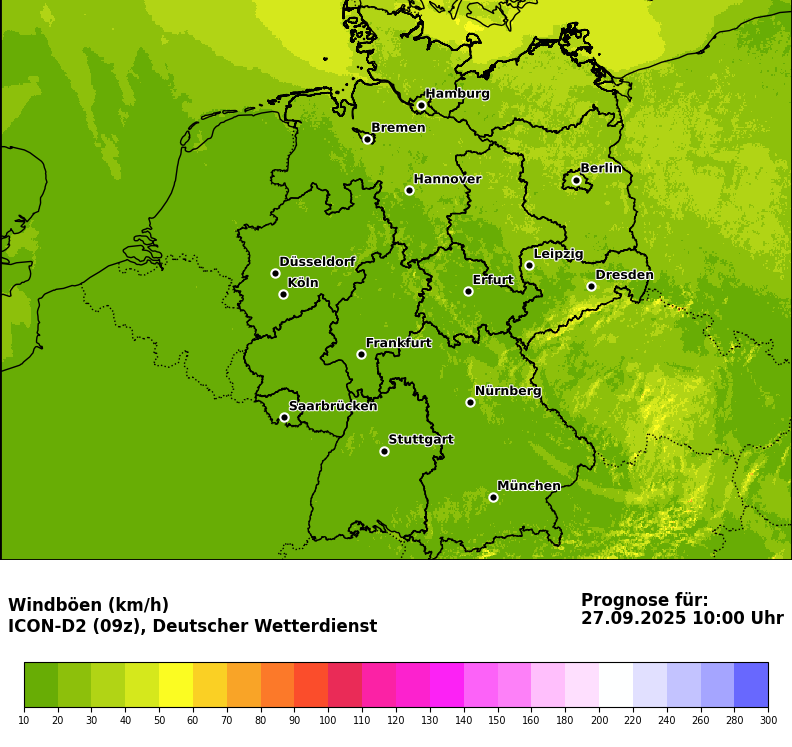 Hamburg
Bremen
Berlin
Hannover
Leipzig
Düsseldorf
Dresden
Köln
Erfurt
Frankfurt
Nürnberg
Saarbrücken
Stuttgart
München
Windböen (km/h)
ICON-D2 (09z), Deutscher Wetterdienst
Prognose für:
27.09.2025 10:00 Uhr
10 20 30 40 50 60 70 80 90 100 110 120 130 140 150 160 180 200 220 240 260 280 300